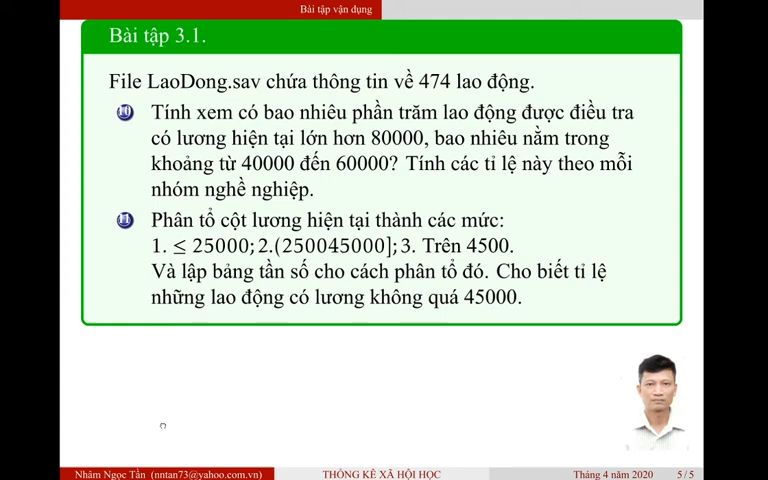 Bài tập vận dụng
Bài tập 3.1.
File LaoDong.sav chứa thông tin về 474 lao động.
10 Tính xem có bao nhiêu phần trăm lao động được điều tra
có lương hiện tại lớn hơn 80000, bao nhiêu nằm trong
khoảng từ 40000 đến 60000? Tính các tỉ lệ này theo mỗi
nhóm nghề nghiệp.
11 Phân tổ cột lương hiện tại thành các mức:
1. ≤ 25000; 2.(250045000]; 3. Trên 4500.
Và lập bảng tần số cho cách phân tổ đó. Cho biết tỉ lệ
những lao động có lương không quá 45000.
Nhâm Ngọc Tần (nntan73@yahoo.com.vn) THỐNG KÊ XÃ HỘI HỌC Tháng 4 năm 2020 5/5